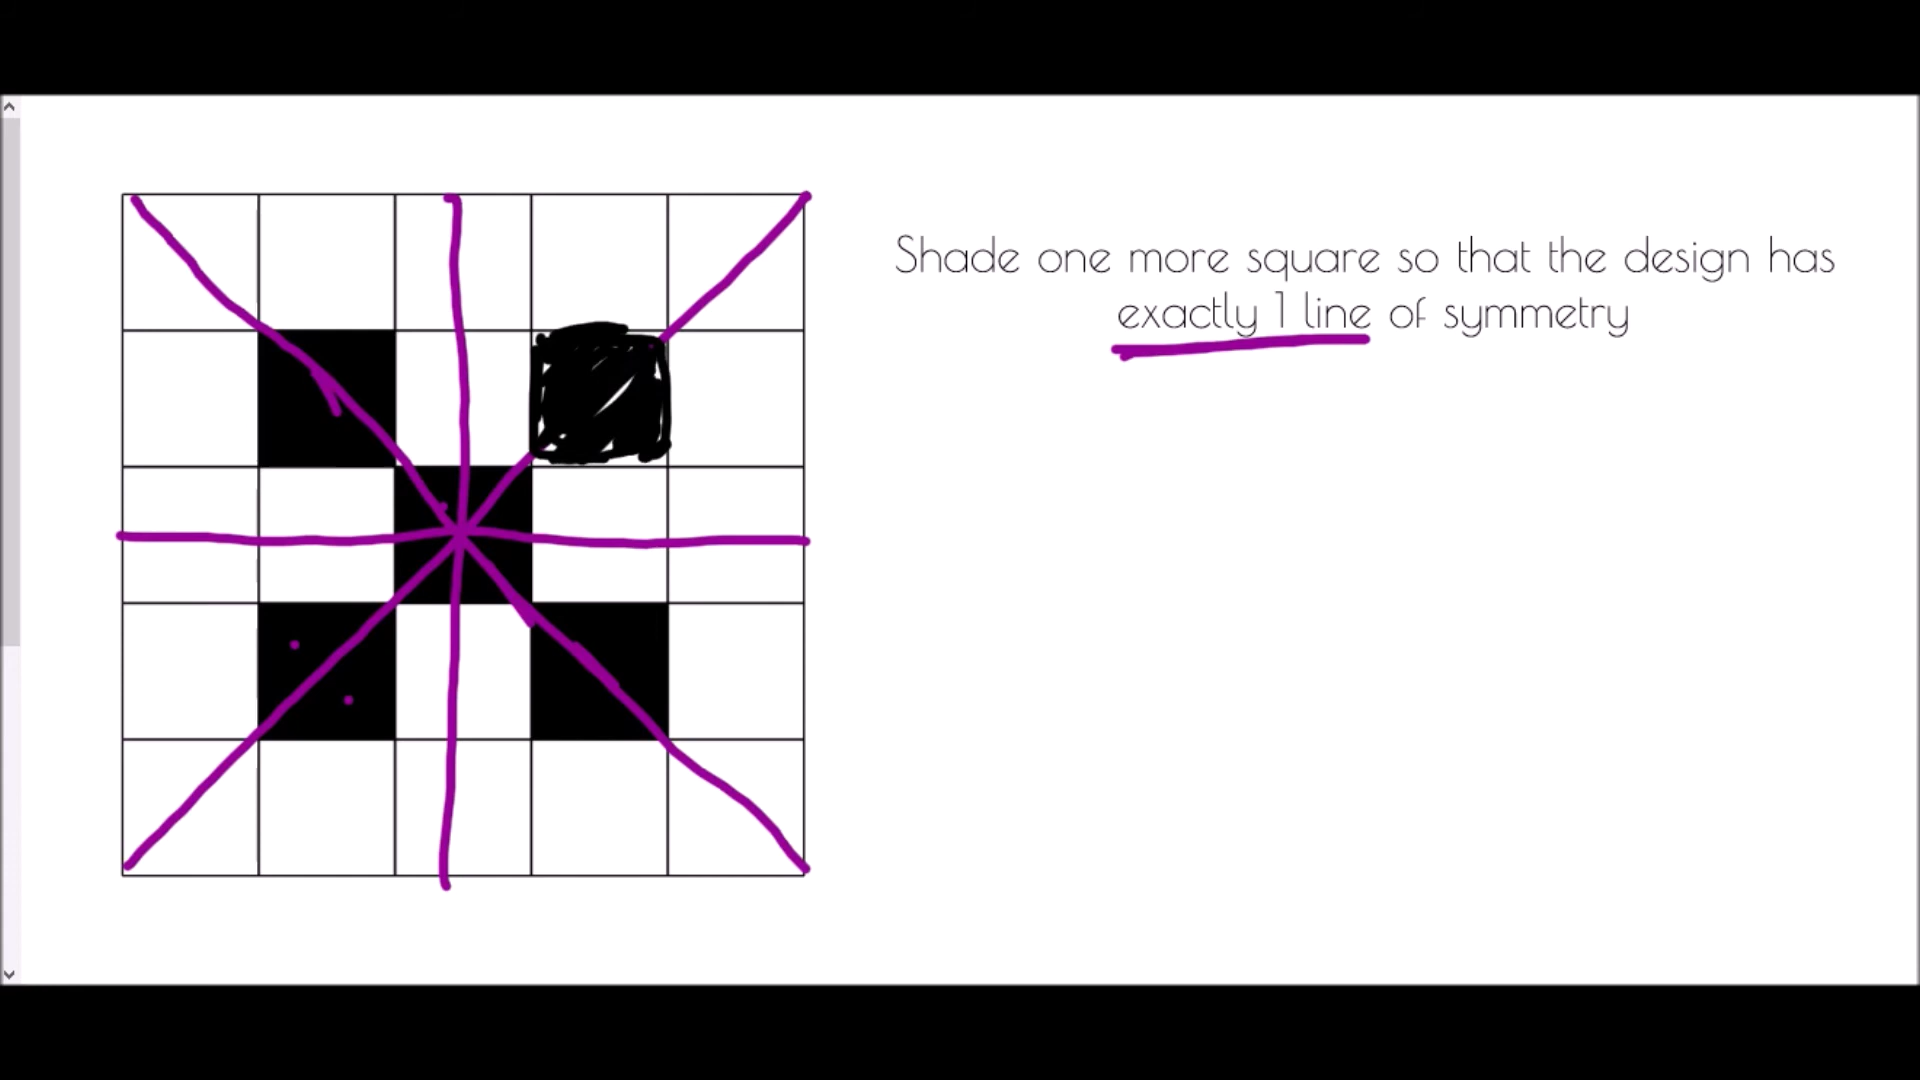 Shade one more square so that the design has
exactly 1 line of symmetry